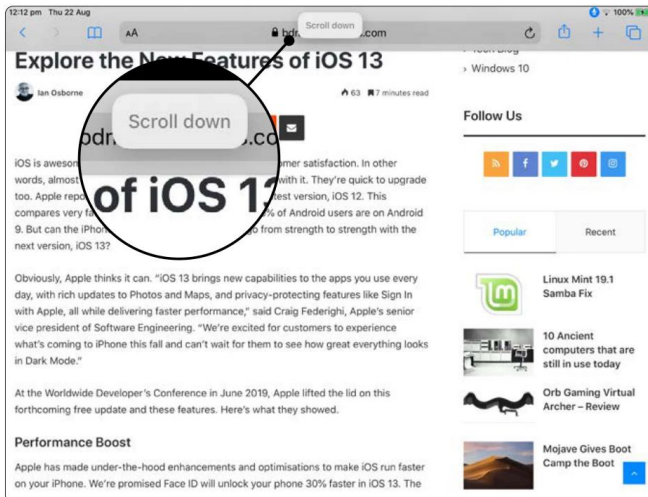 12:12 pm Thu 22 Aug
100%
AA
bdr
.com
Scroll down
Explore the New Features of iOS 13
Ian Osborne
63 7 minutes read
Scroll down
bdr
.co
of iOS 13
iOS is awesom
omer satisfaction. In other
words, almost
with it. They're quick to upgrade
too. Apple repo
test version, iOS 12. This
compares very fa
% of Android users are on Android
9. But can the iPhon
go from strength to strength with the
next version, iOS 13?
Obviously, Apple thinks it can. “iOS 13 brings new capabilities to the apps you use every
day, with rich updates to Photos and Maps, and privacy-protecting features like Sign In
with Apple, all while delivering faster performance,” said Craig Federighi, Apple's senior
vice president of Software Engineering. “We're excited for customers to experience
what's coming to iPhone this fall and can't wait for them to see how great everything looks
in Dark Mode.”
At the Worldwide Developer's Conference in June 2019, Apple lifted the lid on this
forthcoming free update and these features. Here's what they showed.
Performance Boost
Apple has made under-the-hood enhancements and optimisations to make iOS run faster
on your iPhone. We're promised Face ID will unlock your phone 30% faster in iOS 13. The
Tech Blog
Windows 10
Follow Us
Popular
Recent
Linux Mint 19.1
Samba Fix
10 Ancient
computers that are
still in use today
Orb Gaming Virtual
Archer – Review
Mojave Gives Boot
Camp the Boot